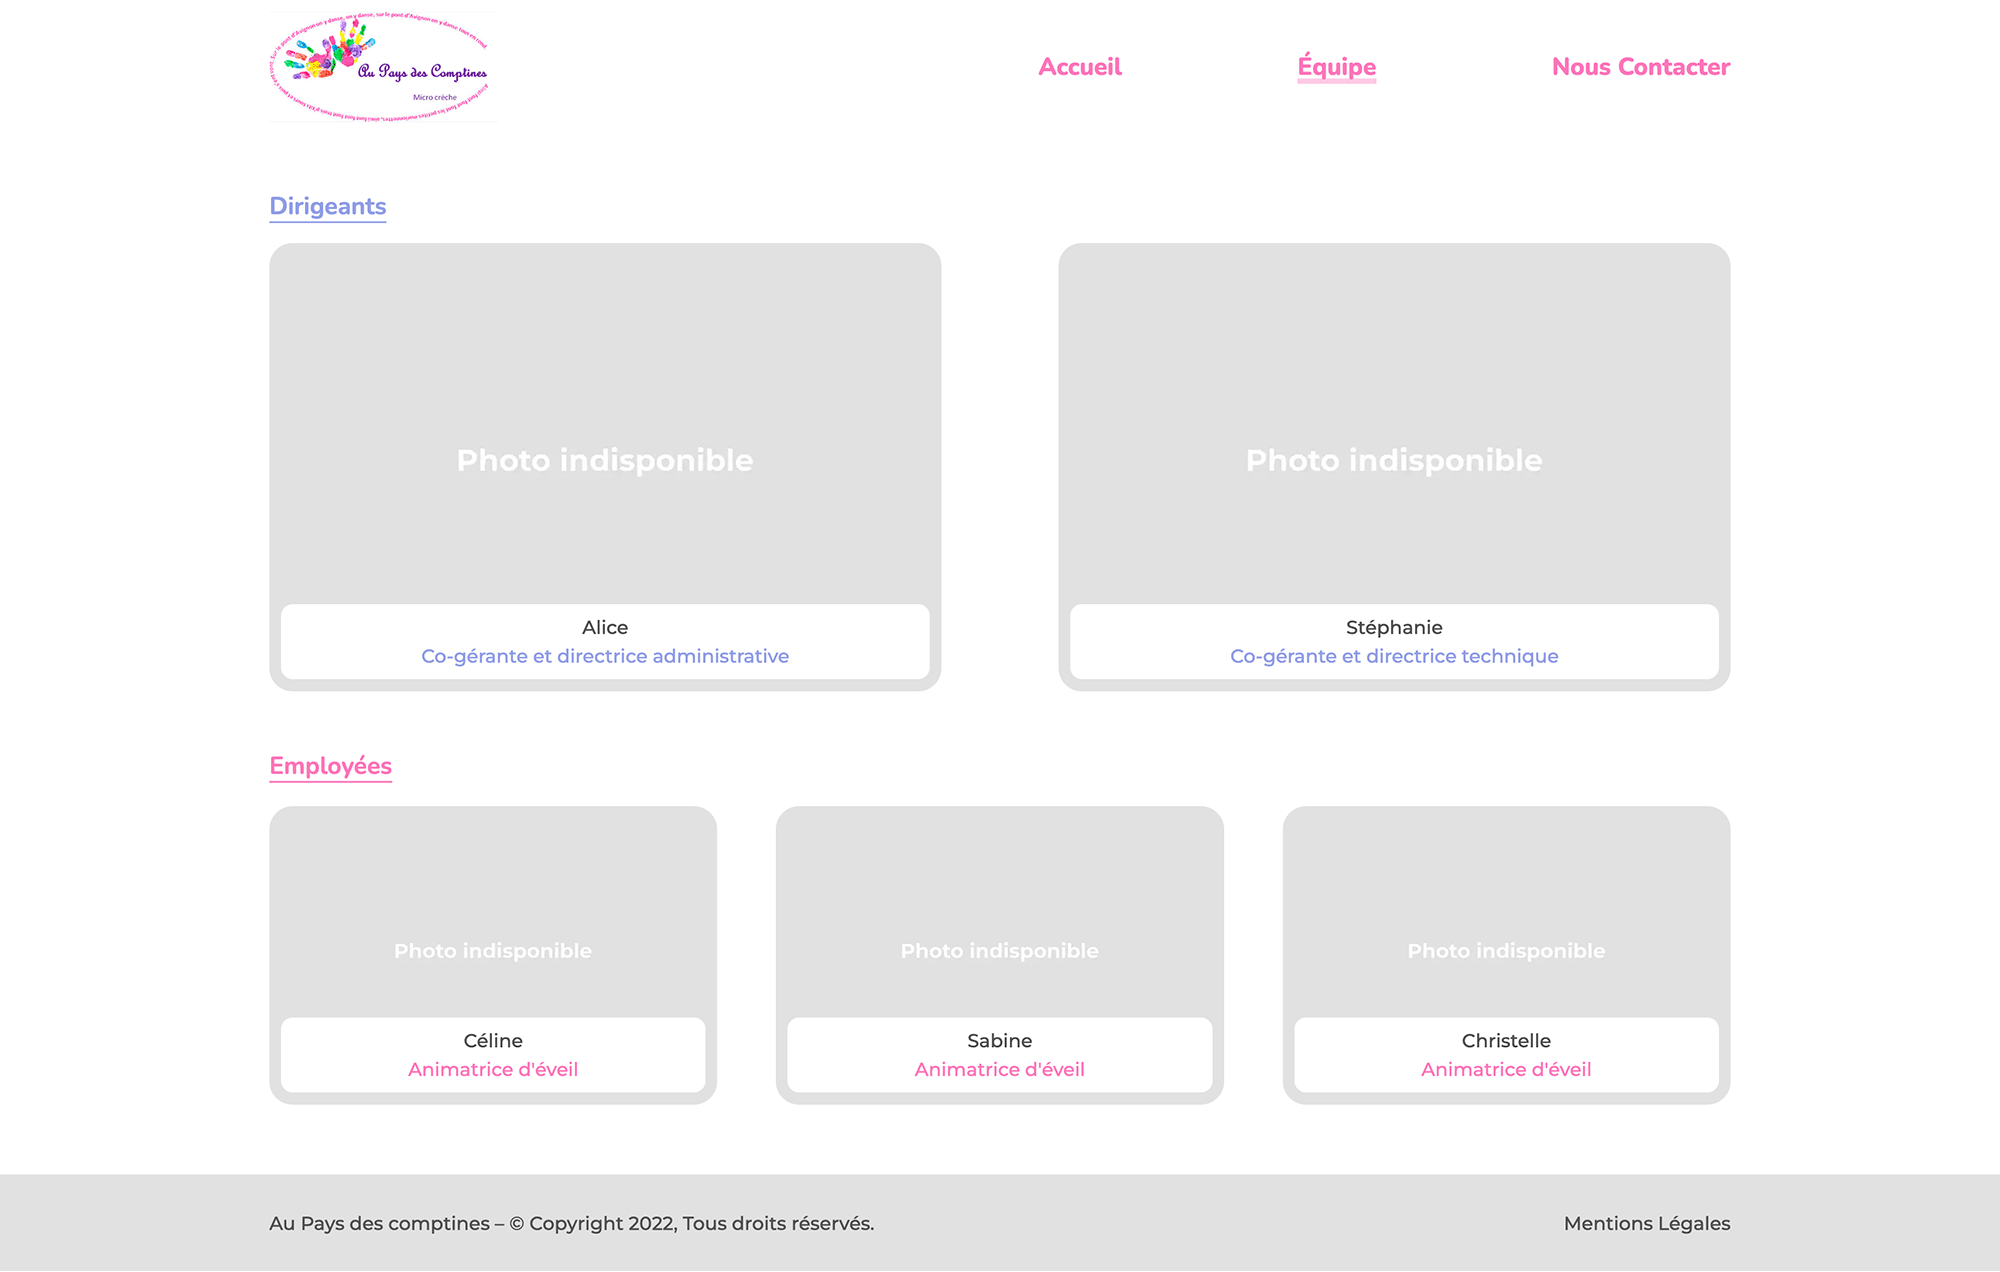 Au Pays des Comptines
Micro crèche
Accueil
Équipe
Nous Contacter
Dirigeants
Photo indisponible
Alice
Co-gérante et directrice administrative
Photo indisponible
Stéphanie
Co-gérante et directrice technique
Employées
Photo indisponible
Céline
Animatrice d'éveil
Photo indisponible
Sabine
Animatrice d'éveil
Photo indisponible
Christelle
Animatrice d'éveil
Au Pays des comptines – © Copyright 2022, Tous droits réservés.
Mentions Légales